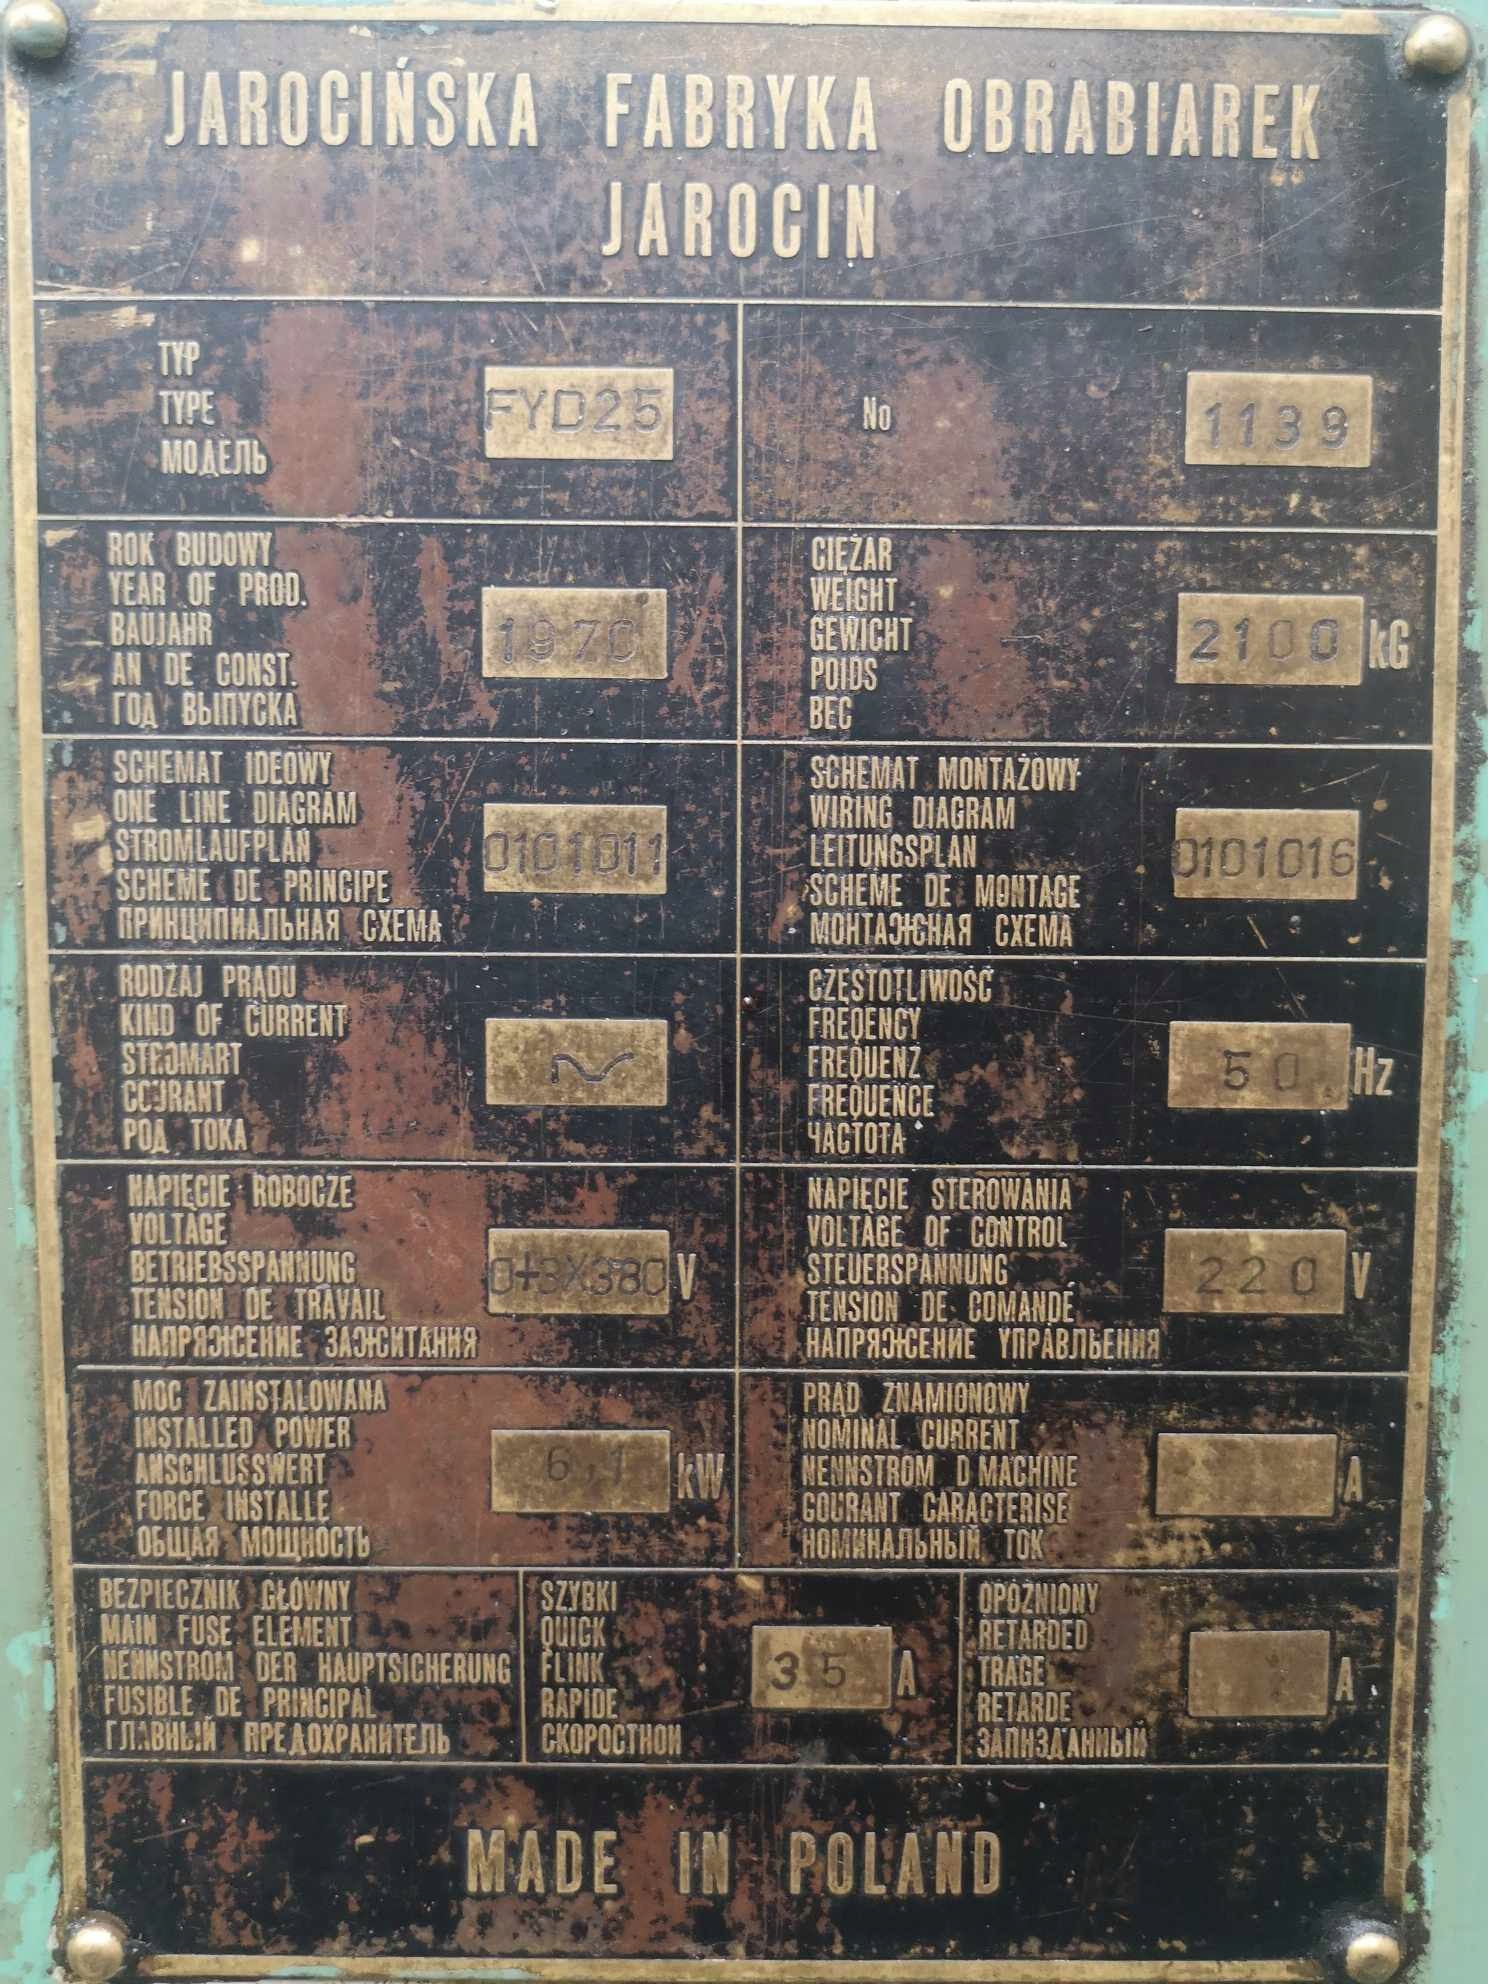 JAROCIŃSKA FABRYKA OBRABIAREK
JAROCIN
TYP
TYPE
МОДЕЛЬ
FYD25
No
1139
ROK BUDOWY
YEAR OF PROD.
BAUJAHR
AN DE CONST.
ГОД ВЫПУСКА
1970
CIĘŻAR
WEIGHT
GEWICHT
POIDS
ВЕС
2100 kG
SCHEMAT IDEOWY
ONE LINE DIAGRAM
STROMLAUFPLAN
SCHEME DE PRINCIPE
ПРИНЦИПИАЛЬНАЯ СХЕМА
0101011
SCHEMAT MONTAŻOWY
WIRING DIAGRAM
LEITUNGSPLAN
SCHEME DE MONTAGE
МОНТАЖНАЯ СХЕМА
0101016
RODZAJ PRĄDU
KIND OF CURRENT
STROMART
COURANT
РОД ТОКА
~
CZĘSTOTLIWOŚĆ
FREQENCY
FREQUENZ
FREQUENCE
ЧАСТОТА
50 Hz
NAPIĘCIE ROBOCZE
VOLTAGE
BETRIEBSSPANNUNG
TENSION DE TRAVAIL
НАПРЯЖЕНИЕ ЗАЖИТАНИЯ
0+3X380 V
NAPIĘCIE STEROWANIA
VOLTAGE OF CONTROL
STEUERSPANNUNG
TENSION DE COMANDÉ
НАПРЯЖЕНИЕ УПРАВЛЬЕНИЯ
220 V
MOC ZAINSTALOWANA
INSTALLED POWER
ANSCHLUSSWERT
FORCE INSTALLE
ОБЩАЯ МОЩНОСТЬ
6,1 kW
PRĄD ZNAMIONOWY
NOMINAL CURRENT
NENNSTROM D MACHINE
COURANT CARACTERISE
НОМИНАЛЬНЫЙ ТОК
A
BEZPIECZNIK GŁÓWNY
MAIN FUSE ELEMENT
NENNSTROM DER HAUPTSICHERUNG
FUSIBLE DE PRINCIPAL
ГЛАВНЫЙ ПРЕДОХРАНИТЕЛЬ
SZYBKI
QUICK
FLINK
RAPIDE
СКОРОСТНОИ
35 A
OPOZNIONY
RETARDED
TRAGE
RETARDE
ЗАПИЗДАННЫЙ
A
MADE IN POLAND